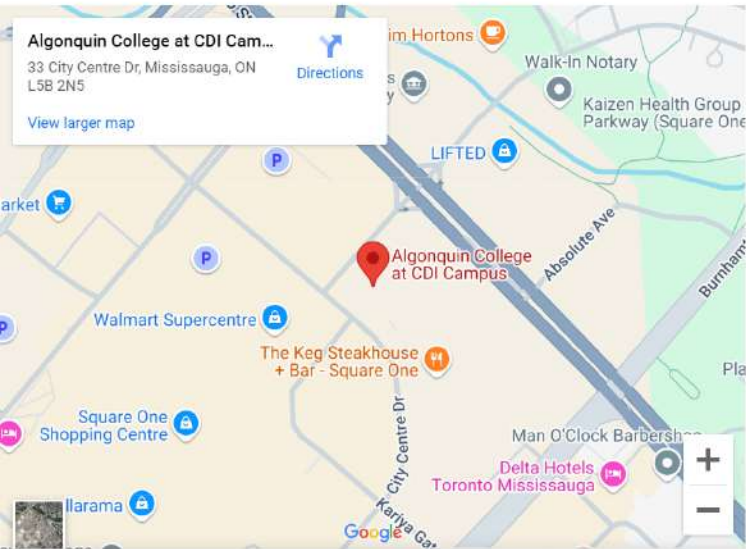 Algonquin College at CDI Cam...
33 City Centre Dr, Mississauga, ON
L5B 2N5
Directions
View larger map
im Hortons
Walk-In Notary
Kaizen Health Group
Parkway (Square One
LIFTED
P
arket
Algonquin College
at CDI Campus
Absolute Ave
Burnham
P
P
Walmart Supercentre
The Keg Steakhouse
+ Bar - Square One
Pla
Square One
Shopping Centre
City Centre Dr
Man O'Clock Barbershop
Delta Hotels
Toronto Mississauga
llarama
Kariya Gat
Google
+
−